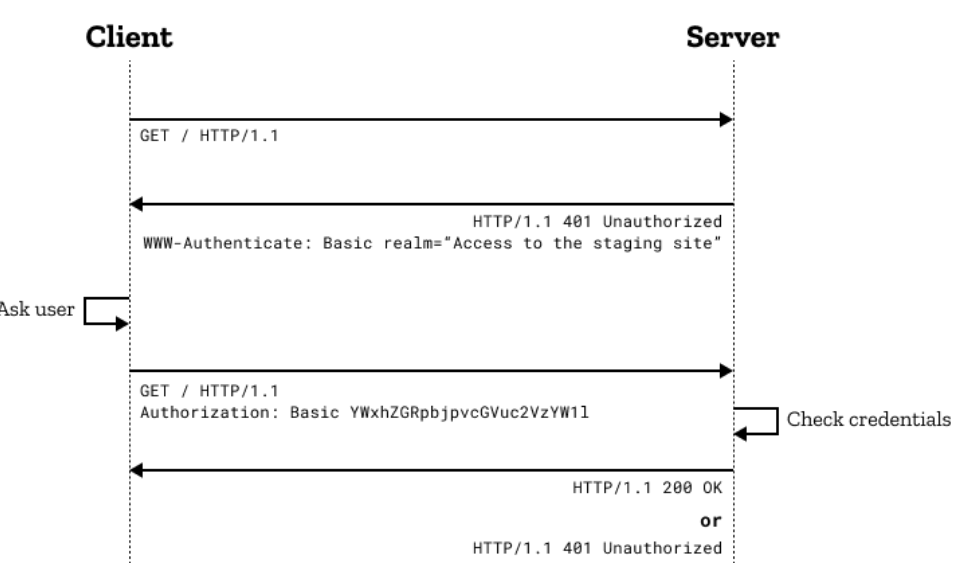 Client
Server
GET / HTTP/1.1
HTTP/1.1 401 Unauthorized
WWW-Authenticate: Basic realm="Access to the staging site"
Ask user
GET / HTTP/1.1
Authorization: Basic YWxhZGRpbjpvcGVuc2VzYW1l
Check credentials
HTTP/1.1 200 OK
or
HTTP/1.1 401 Unauthorized